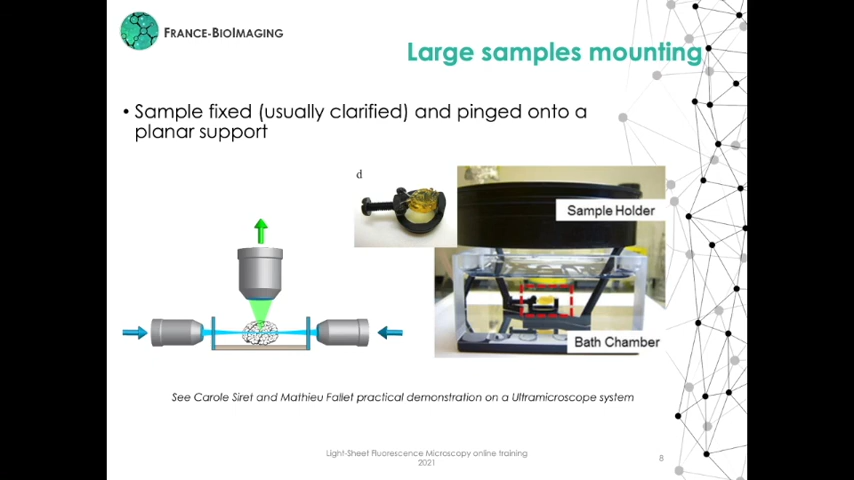 FRANCE-BIOIMAGING
Large samples mounting
• Sample fixed (usually clarified) and pinged onto a
planar support
d
Sample Holder
Bath Chamber
See Carole Siret and Mathieu Fallet practical demonstration on a Ultramicroscope system
Light-Sheet Fluorescence Microscopy online training
2021
8